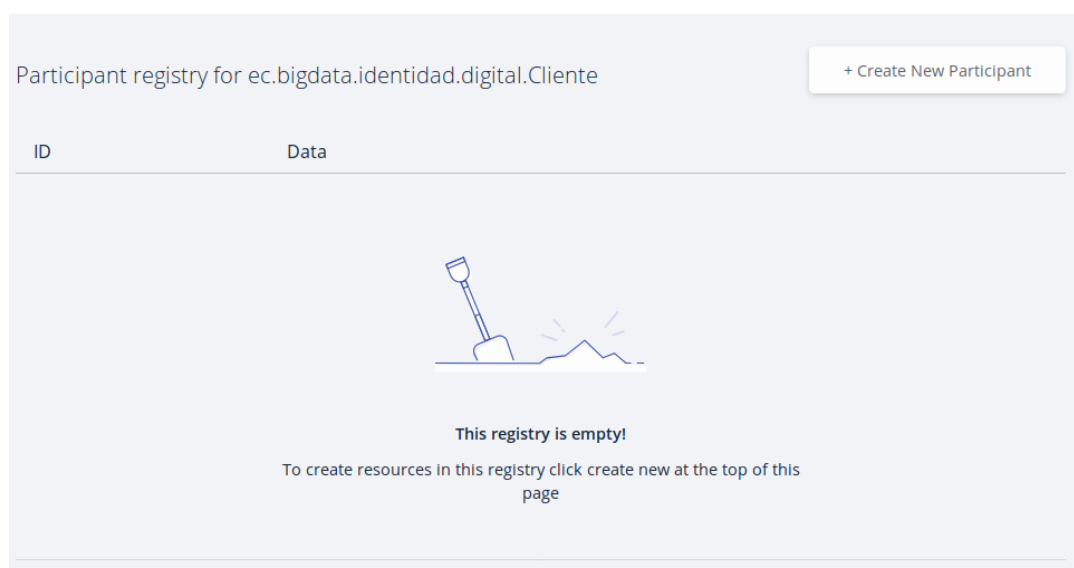 Participant registry for ec.bigdata.identidad.digital.Cliente
+ Create New Participant
ID
Data
This registry is empty!
To create resources in this registry click create new at the top of this
page